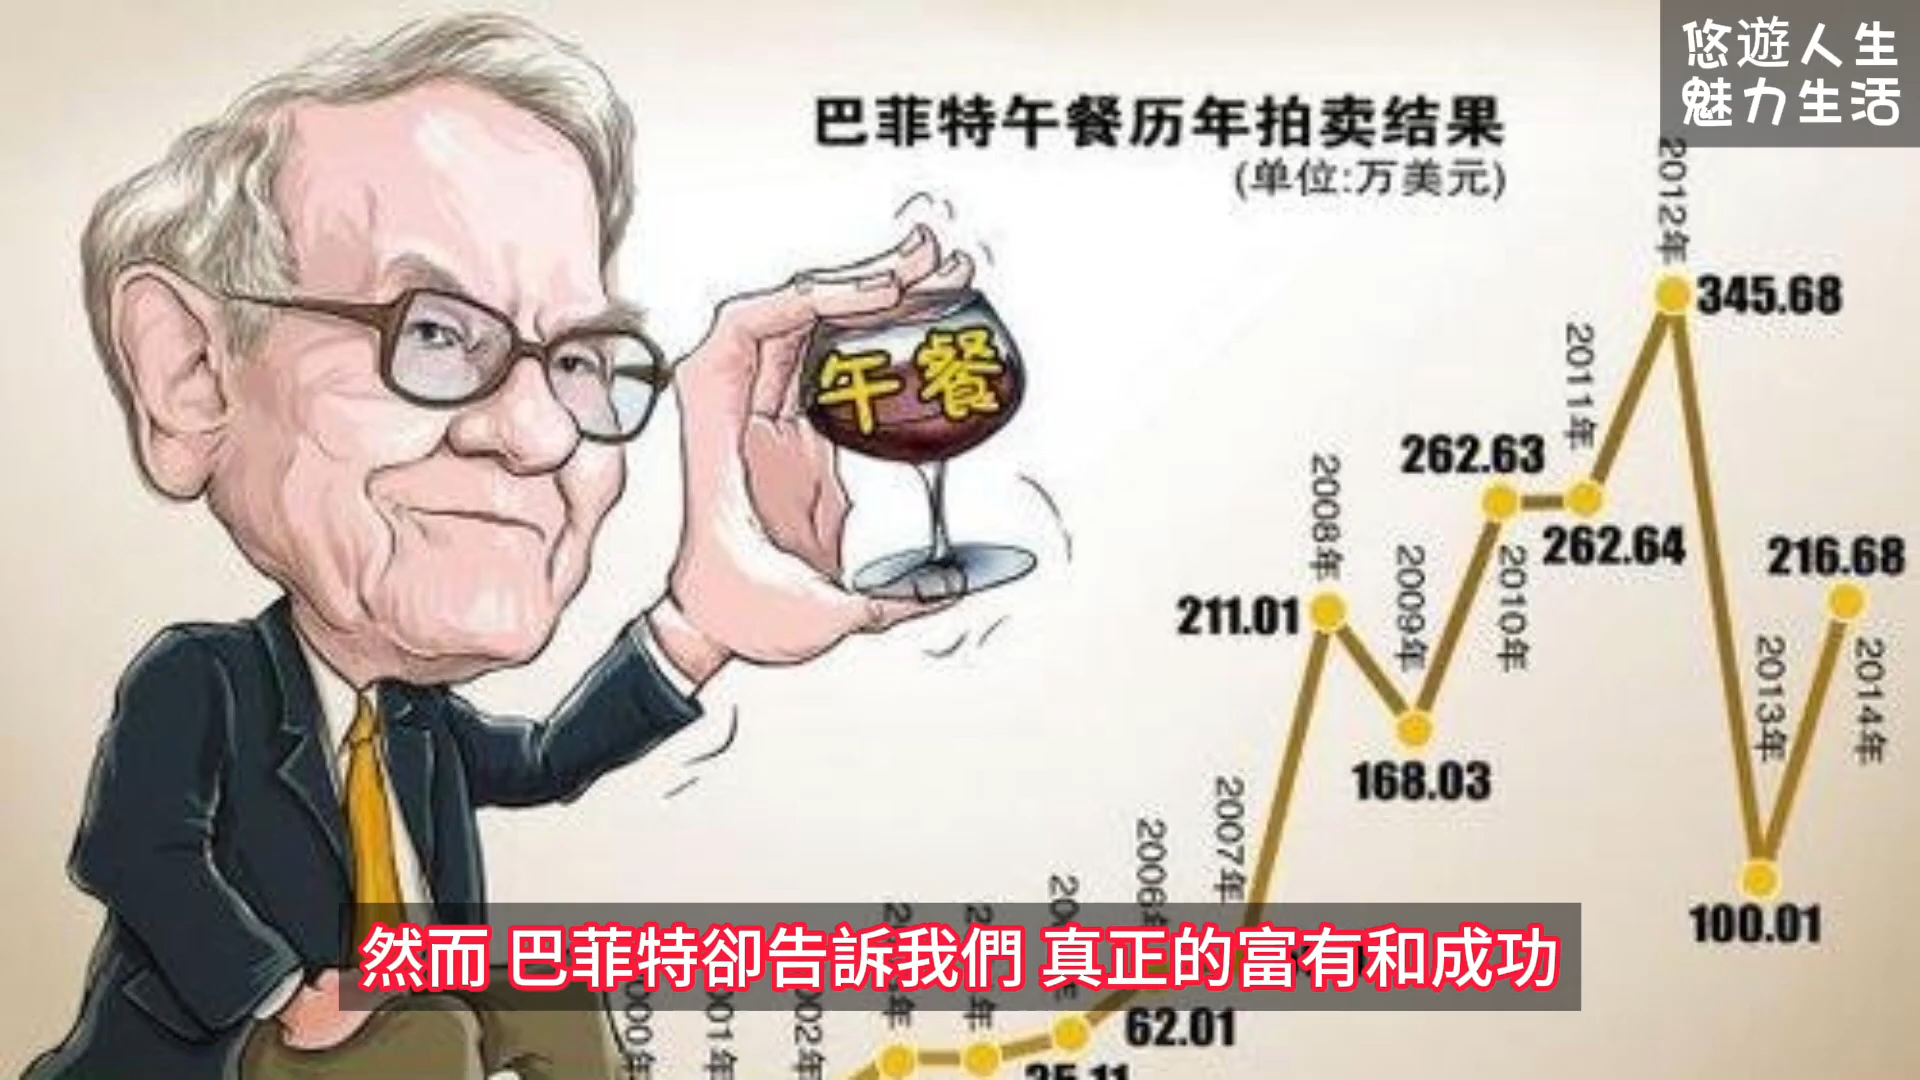 悠遊人生
魅力生活
巴菲特午餐历年拍卖结果
(单位:万美元)
午餐
2012年
345.68
2011年
262.63
2008年
262.64
2009年
2010年
216.68
211.01
2013年
2014年
168.03
2007年
2006年
100.01
然而 巴菲特卻告訴我們 真正的富有和成功
62.01